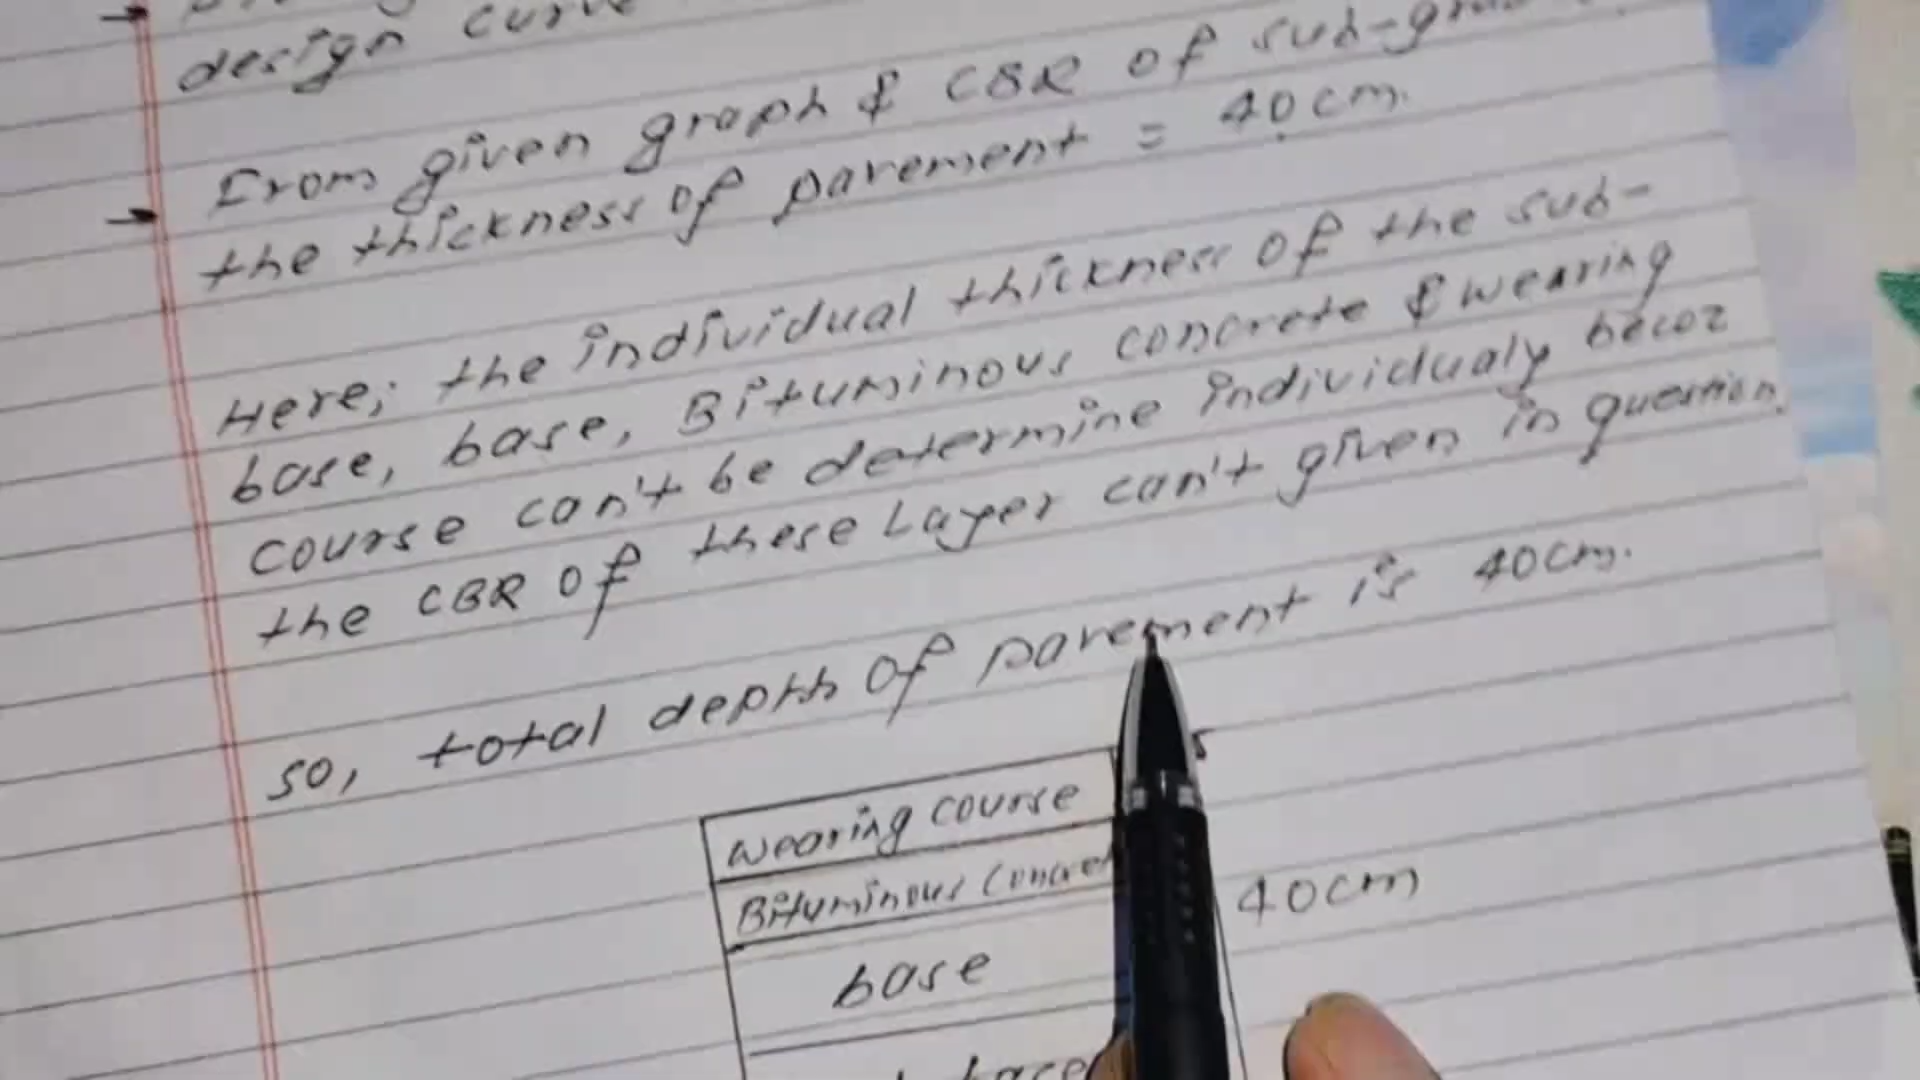 design curve
From given graph & CBR of sub-
the thickness of pavement = 40cm.
Here; the individual thickness of the sub-
base, base, Bituminous concrete & wearing
course can't be determine individualy becoz
the CBR of these Layer can't given in question.
so, total depth of pavement is 40cm.
wearing course
Bituminous Concret
40cm
base
base